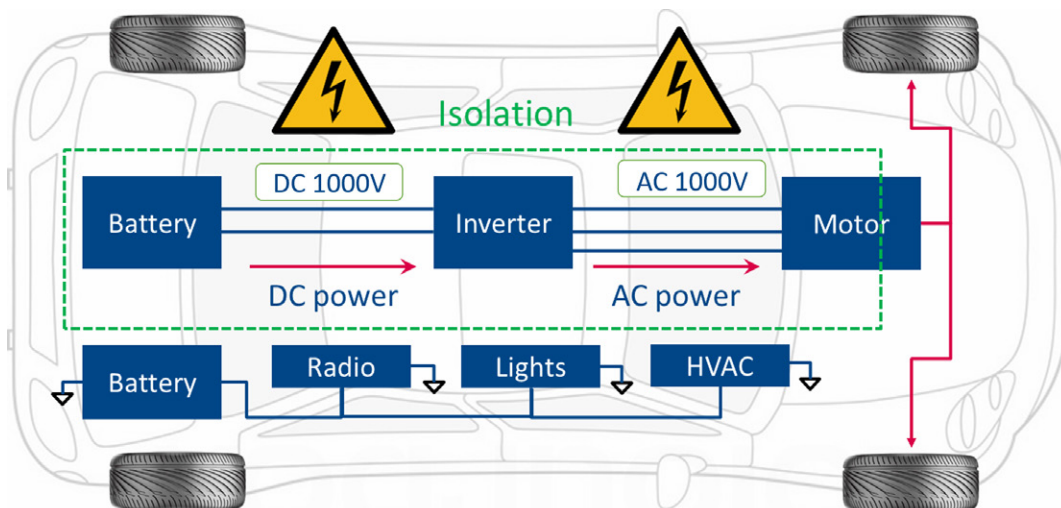 Isolation
DC 1000V
AC 1000V
Battery
Inverter
Motor
DC power
AC power
Battery
Radio
Lights
HVAC